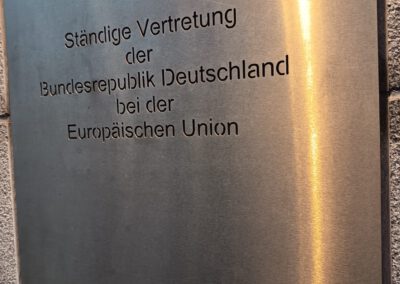 Ständige Vertretung
der
Bundesrepublik Deutschland
bei der
Europäischen Union